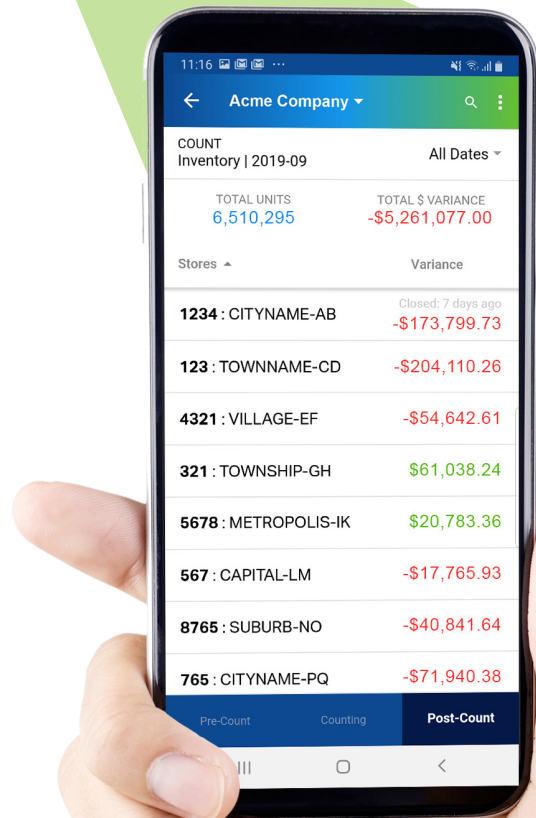 11:16
Acme Company
COUNT
Inventory | 2019-09
All Dates
TOTAL UNITS
6,510,295
TOTAL $ VARIANCE
-$5,261,077.00
Stores
Variance
Closed: 7 days ago
1234 : CITYNAME-AB
-$173,799.73
123 : TOWNNAME-CD
-$204,110.26
4321 : VILLAGE-EF
-$54,642.61
321 : TOWNSHIP-GH
$61,038.24
5678 : METROPOLIS-IK
$20,783.36
567 : CAPITAL-LM
-$17,765.93
8765 : SUBURB-NO
-$40,841.64
765 : CITYNAME-PQ
-$71,940.38
Pre-Count
Counting
Post-Count